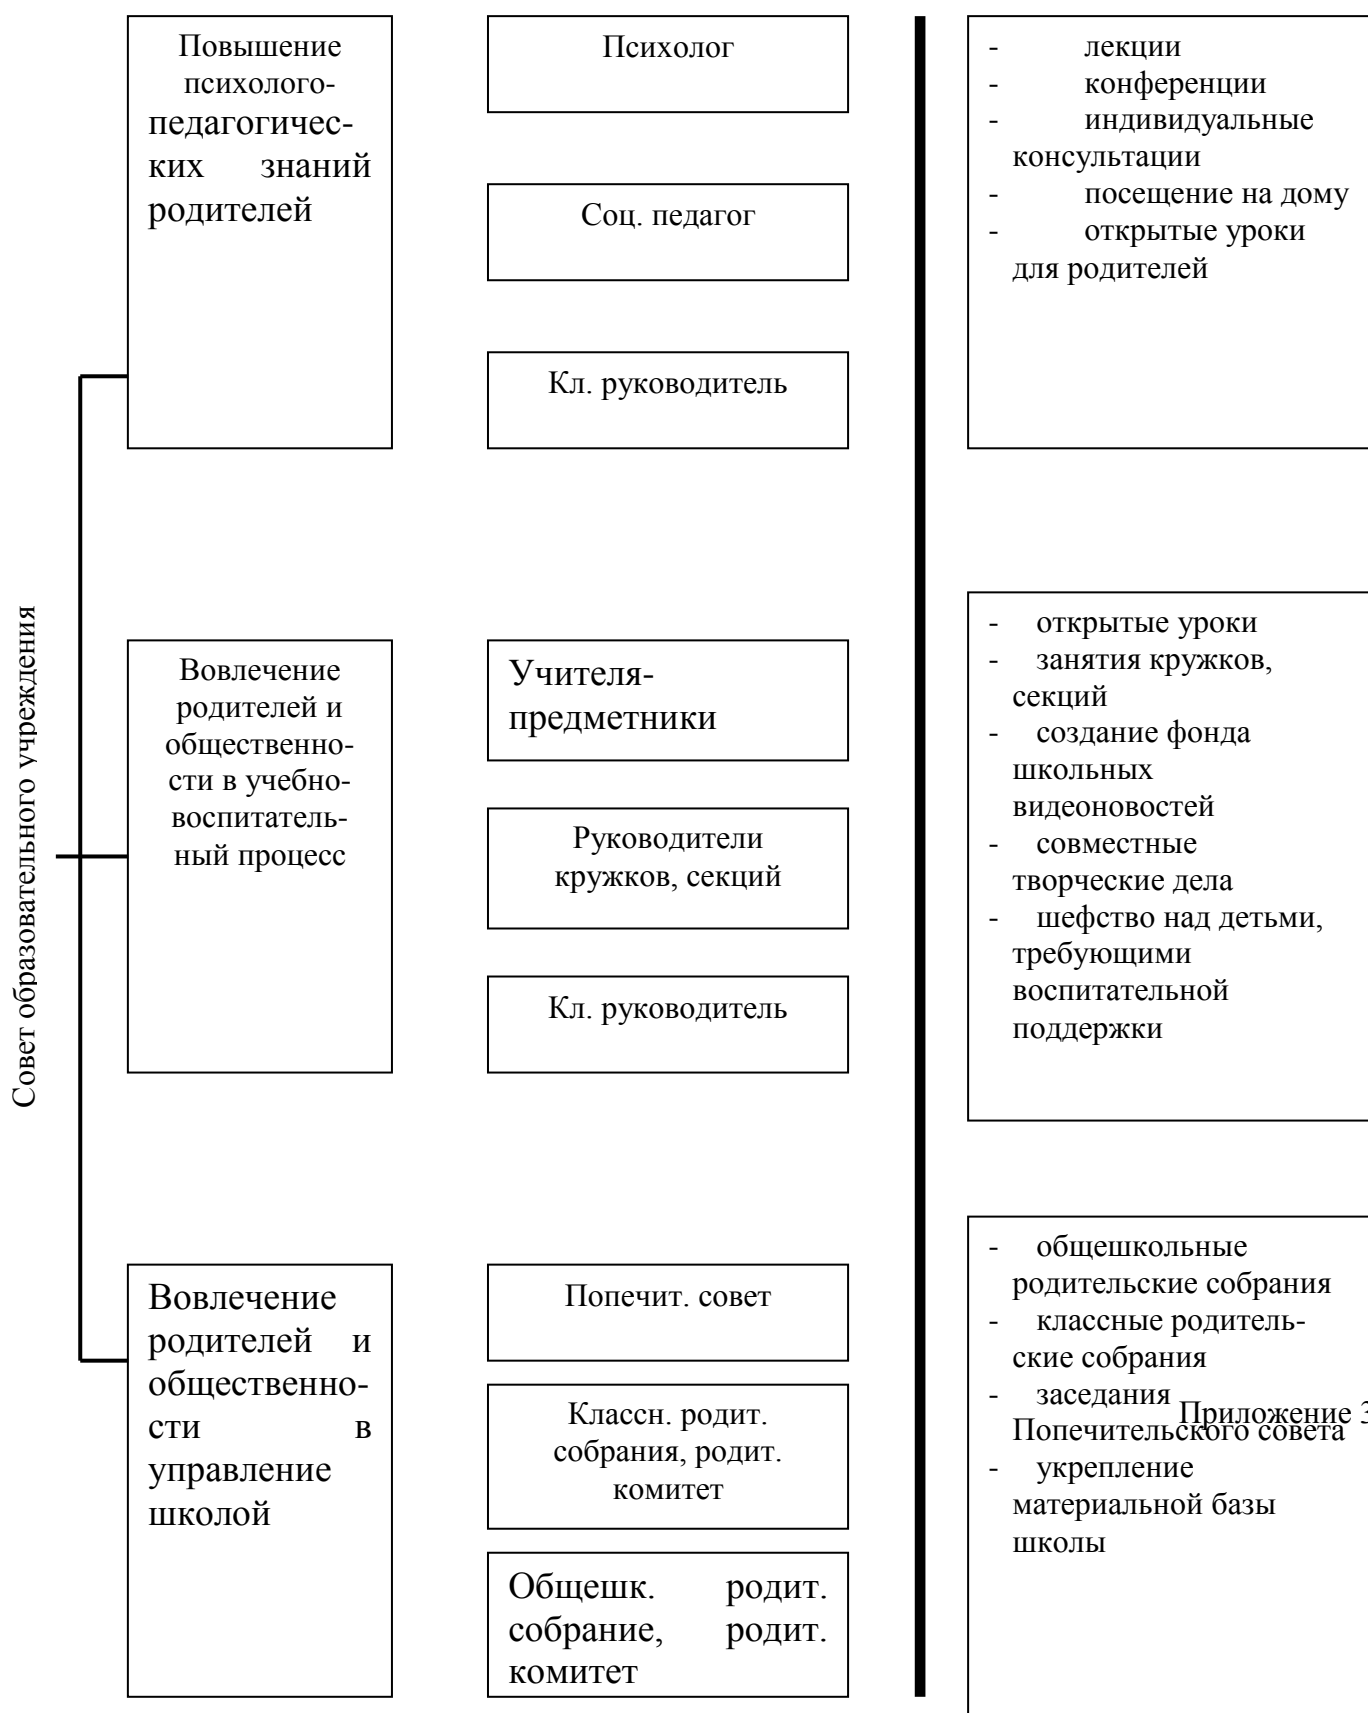 Совет образовательного учреждения
Повышение
психолого-
педагогичес-
ких знаний
родителей
Психолог
Соц. педагог
Кл. руководитель
- лекции
- конференции
- индивидуальные
консультации
- посещение на дому
- открытые уроки
для родителей
Вовлечение
родителей и
общественно-
сти в учебно-
воспитатель-
ный процесс
Учителя-
предметники
Руководители
кружков, секций
Кл. руководитель
- открытые уроки
- занятия кружков,
секций
- создание фонда
школьных
видеоновостей
- совместные
творческие дела
- шефство над детьми,
требующими
воспитательной
поддержки
Вовлечение
родителей и
общественно-
сти в
управление
школой
Попечит. совет
Классн. родит.
собрания, родит.
комитет
Общешк. родит.
собрание, родит.
комитет
- общешкольные
родительские собрания
- классные родитель-
ские собрания
- заседания
Попечительского совета
- укрепление
материальной базы
школы
Приложение 3